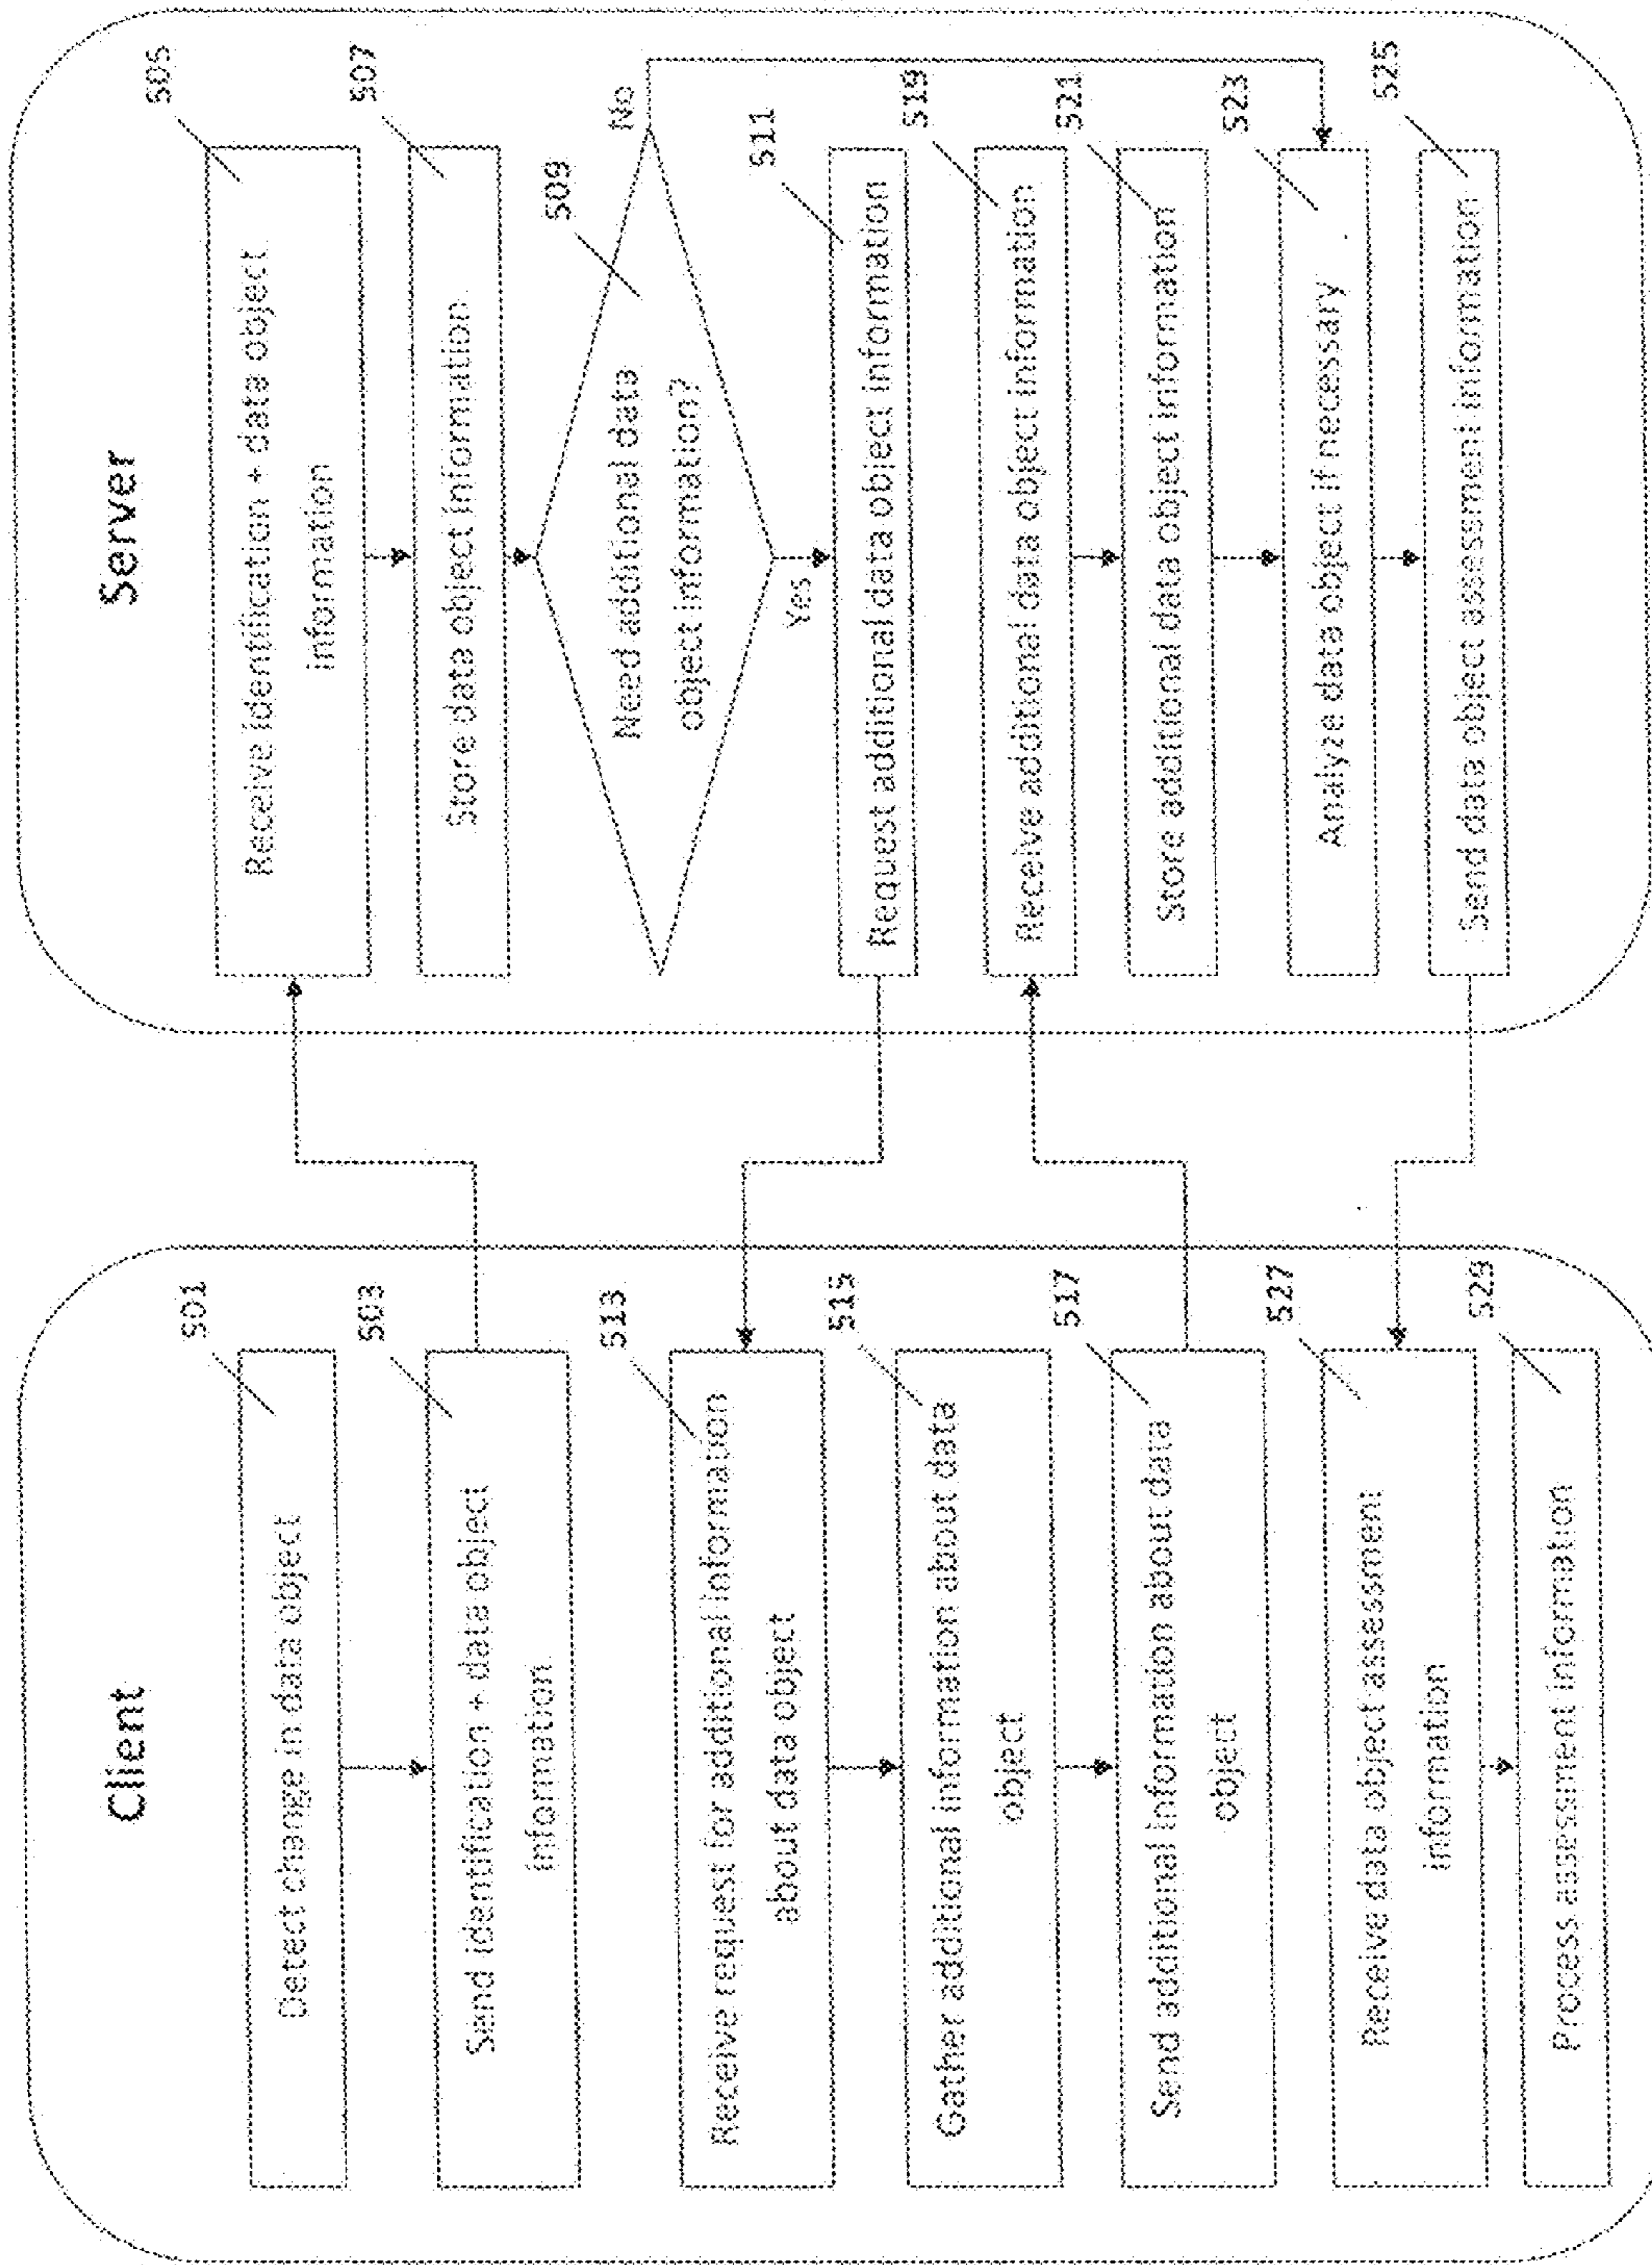 Client
501
Detect change in data object
503
Send identification + data object
information
513
Receive request for additional information
about data object
515
Gather additional information about data
object
517
Send additional information about data
object
527
Receive data object assessment
information
529
Process assessment information
Server
505
Receive identification + data object
information
507
Store data object information
509
Need additional data
object information?
No
Yes
511
Request additional data object information
519
Receive additional data object information
521
Store additional data object information
523
Analyze data object if necessary
525
Send data object assessment information